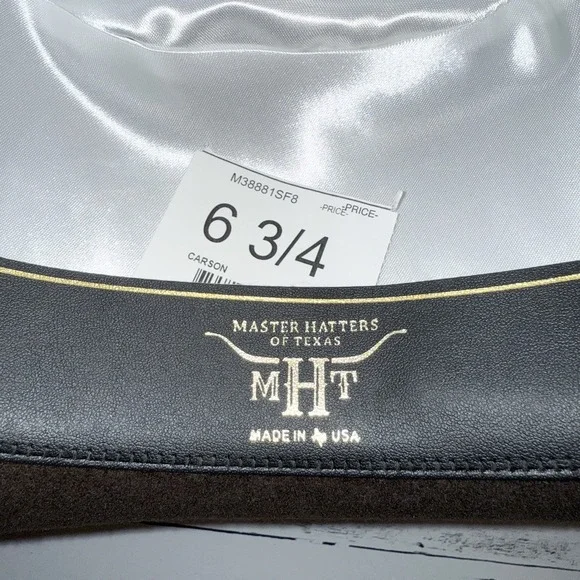 M38881SF8
-PRICE-PRICE-
6 3/4
CARSON
MASTER HATTERS
OF TEXAS
MHT
MADE IN USA